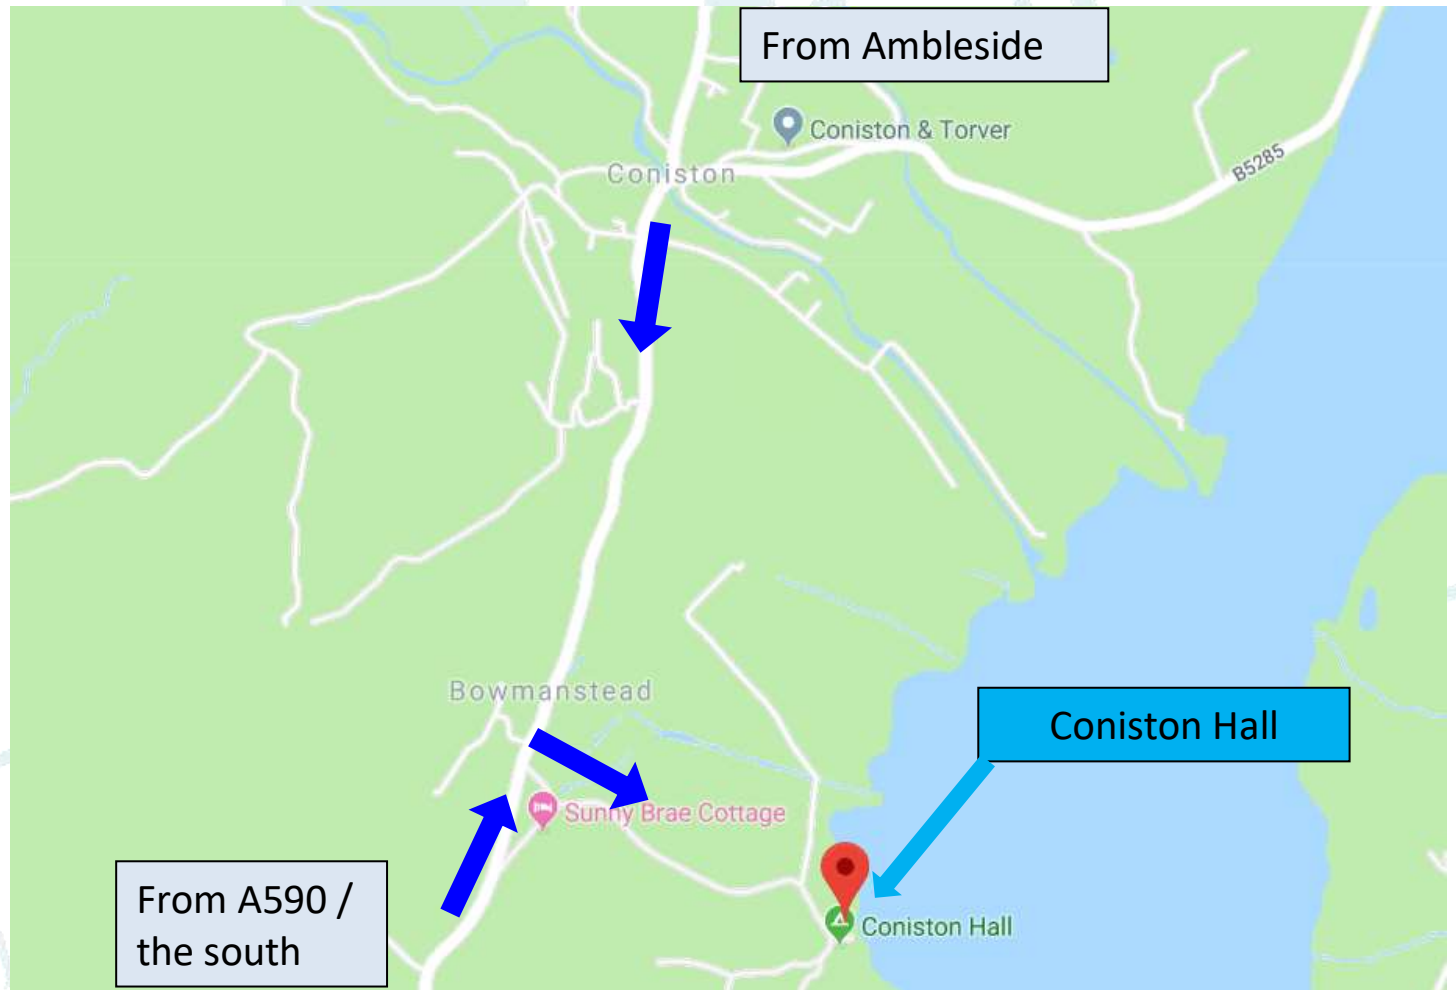 From Ambleside
Coniston & Torver
Coniston
B5285
Bowmanstead
Coniston Hall
Sunny Brae Cottage
From A590 /
the south
Coniston Hall